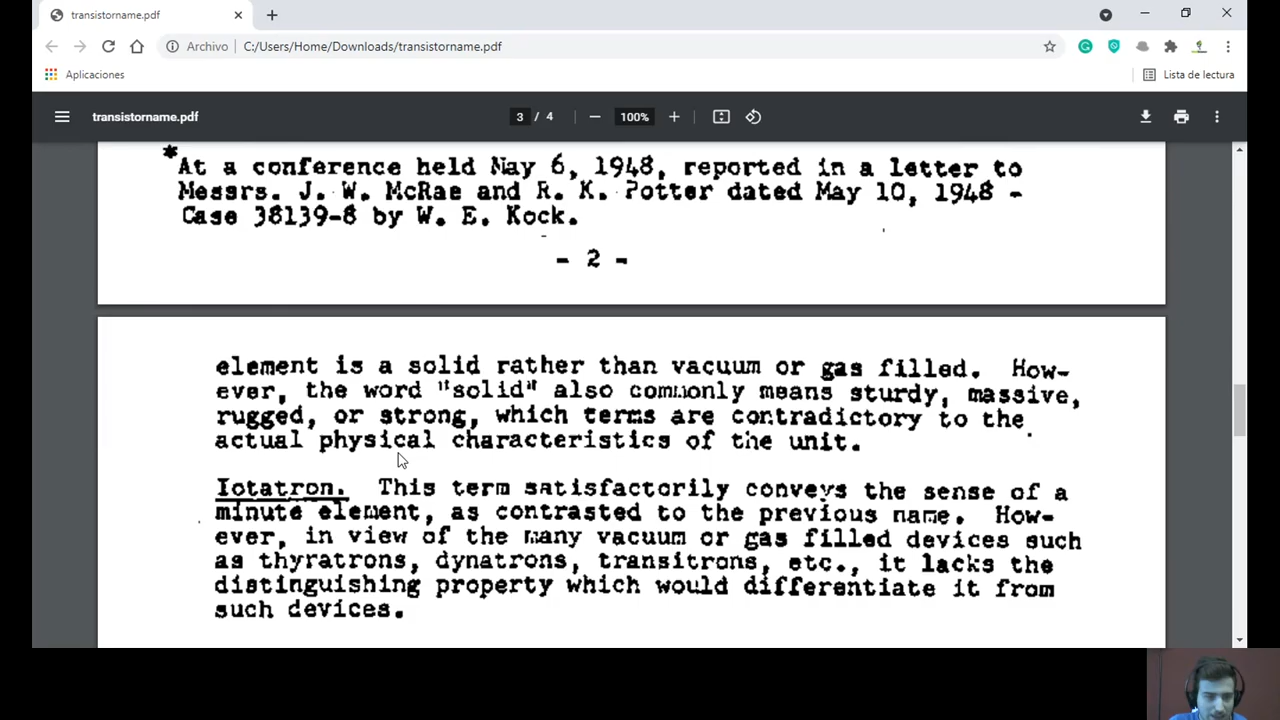 transistorname.pdf
Archivo
C:/Users/Home/Downloads/transistorname.pdf
Aplicaciones
Lista de lectura
transistorname.pdf
3 / 4
100%
*
At a conference held May 6, 1948, reported in a letter to
Messrs. J. W. McRae and R. K. Potter dated May 10, 1948 -
Case 38139-8 by W. E. Kock.
- 2 -
element is a solid rather than vacuum or gas filled. How-
ever, the word "solid" also commonly means sturdy, massive,
rugged, or strong, which terms are contradictory to the
actual physical characteristics of the unit.
Iotatron. This term satisfactorily conveys the sense of a
minute element, as contrasted to the previous name. How-
ever, in view of the many vacuum or gas filled devices such
as thyratrons, dynatrons, transitrons, etc., it lacks the
distinguishing property which would differentiate it from
such devices.